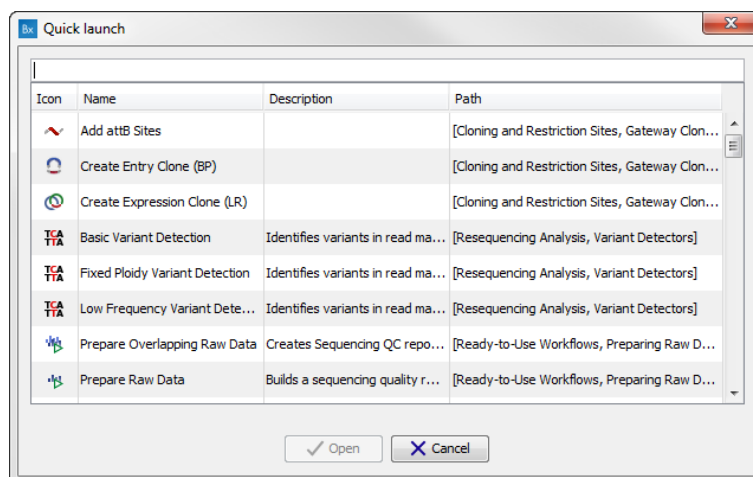 Bx Quick launch
Icon Name Description Path
Add attB Sites [Cloning and Restriction Sites, Gateway Clon...
Create Entry Clone (BP) [Cloning and Restriction Sites, Gateway Clon...
Create Expression Clone (LR) [Cloning and Restriction Sites, Gateway Clon...
TCA TTA Basic Variant Detection Identifies variants in read ma... [Resequencing Analysis, Variant Detectors]
TCA TTA Fixed Ploidy Variant Detection Identifies variants in read ma... [Resequencing Analysis, Variant Detectors]
TCA TTA Low Frequency Variant Dete... Identifies variants in read ma... [Resequencing Analysis, Variant Detectors]
Prepare Overlapping Raw Data Creates Sequencing QC repo... [Ready-to-Use Workflows, Preparing Raw D...
Prepare Raw Data Builds a sequencing quality r... [Ready-to-Use Workflows, Preparing Raw D...
Open Cancel